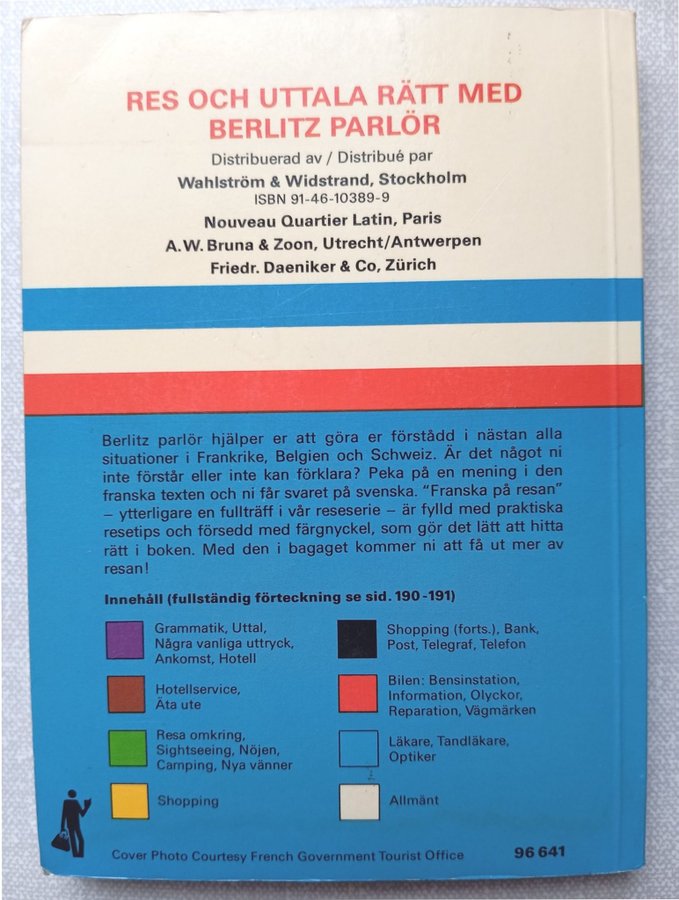 RES OCH UTTALA RÄTT MED
BERLITZ PARLÖR
Distribuerad av / Distribué par
Wahlström & Widstrand, Stockholm
ISBN 91-46-10389-9
Nouveau Quartier Latin, Paris
A.W. Bruna & Zoon, Utrecht/Antwerpen
Friedr. Daeniker & Co, Zürich
Berlitz parlör hjälper er att göra er förstådd i nästan alla
situationer i Frankrike, Belgien och Schweiz. Är det något ni
inte förstår eller inte kan förklara? Peka på en mening i den
franska texten och ni får svaret på svenska. “Franska på resan”
– ytterligare en fullträff i vår reseserie – är fylld med praktiska
resetips och försedd med färgnyckel, som gör det lätt att hitta
rätt i boken. Med den i bagaget kommer ni att få ut mer av
resan!
Innehåll (fullständig förteckning se sid. 190-191)
Grammatik, Uttal,
Några vanliga uttryck,
Ankomst, Hotell
Hotellservice,
Äta ute
Resa omkring,
Sightseeing, Nöjen,
Camping, Nya vänner
Shopping
Shopping (forts.), Bank,
Post, Telegraf, Telefon
Bilen: Bensinstation,
Information, Olyckor,
Reparation, Vägmärken
Läkare, Tandläkare,
Optiker
Allmänt
Cover Photo Courtesy French Government Tourist Office
96 641